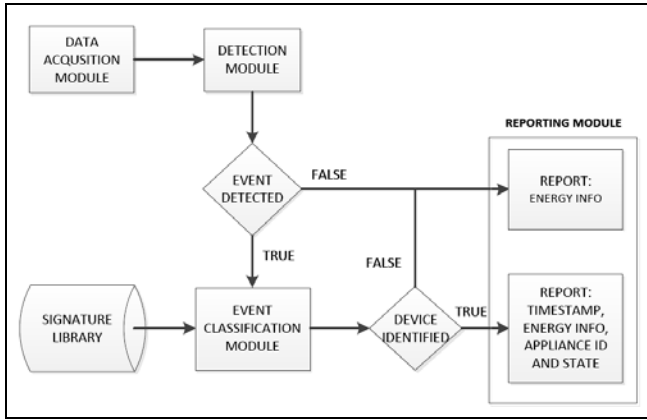 DATA
ACQUSITION
MODULE
DETECTION
MODULE
REPORTING MODULE
EVENT
DETECTED
FALSE
REPORT:
ENERGY INFO
TRUE
FALSE
SIGNATURE
LIBRARY
EVENT
CLASSIFICATION
MODULE
DEVICE
IDENTIFIED
TRUE
REPORT:
TIMESTAMP,
ENERGY INFO,
APPLIANCE ID
AND STATE